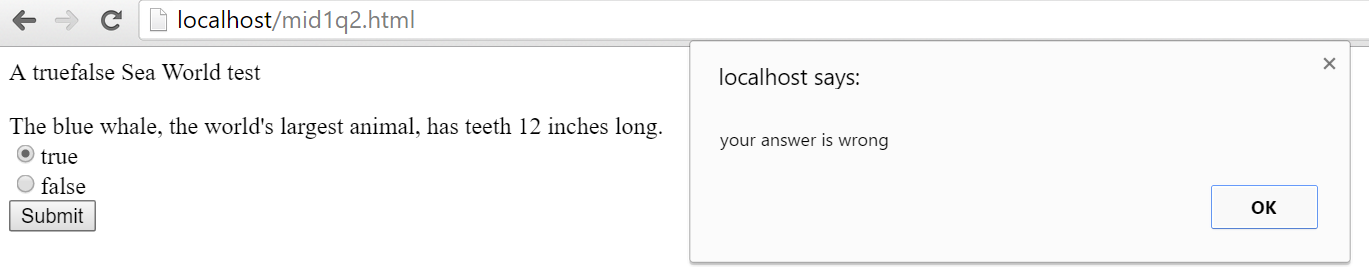 localhost/mid1q2.html
A truefalse Sea World test
The blue whale, the world's largest animal, has teeth 12 inches long.
true
false
Submit
localhost says:
your answer is wrong
OK